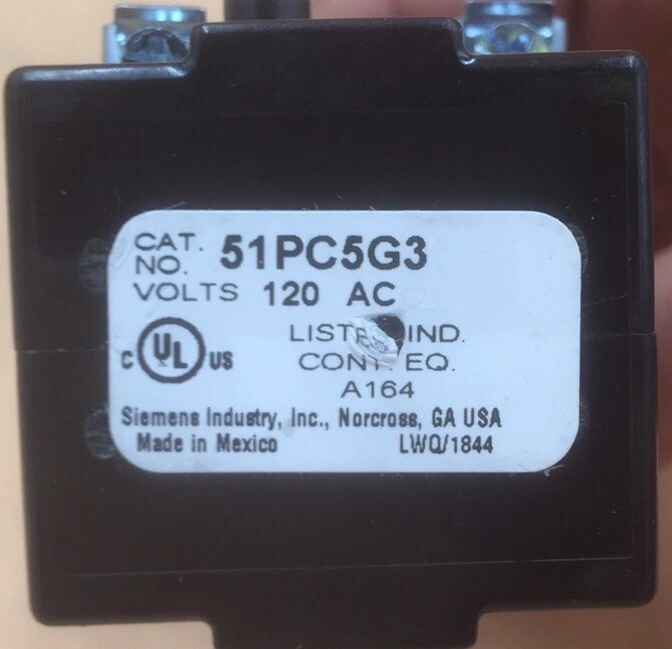 CAT. NO. 51PC5G3
VOLTS 120 AC
C UL US
IND.
CONT. EQ.
A164
Siemens Industry, Inc., Norcross, GA USA
Made in Mexico LWQ/1844